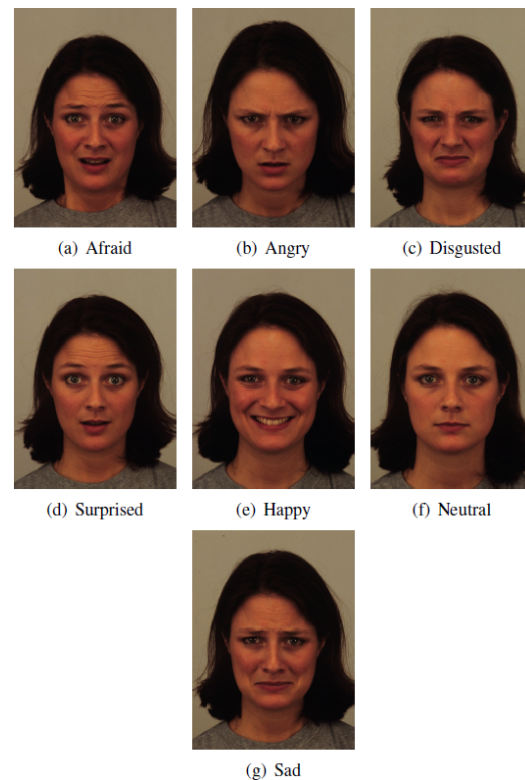 (a) Afraid
(b) Angry
(c) Disgusted
(d) Surprised
(e) Happy
(f) Neutral
(g) Sad